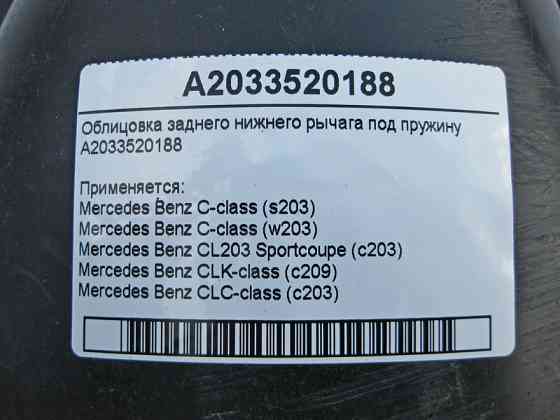 A2033520188
Облицовка заднего нижнего рычага под пружину
A2033520188
Применяется:
Mercedes Benz C-class (s203)
Mercedes Benz C-class (w203)
Mercedes Benz CL203 Sportcoupe (c203)
Mercedes Benz CLK-class (c209)
Mercedes Benz CLC-class (c203)